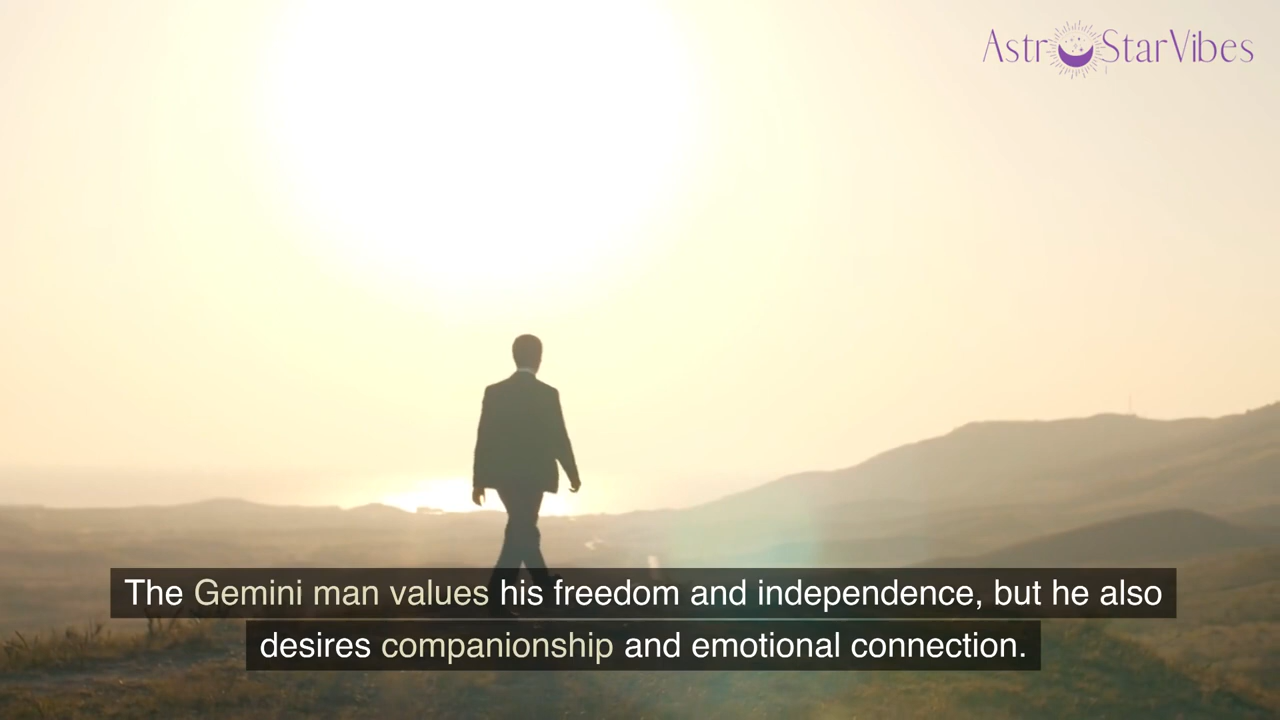 AstroStarVibes
The Gemini man values his freedom and independence, but he also
desires companionship and emotional connection.